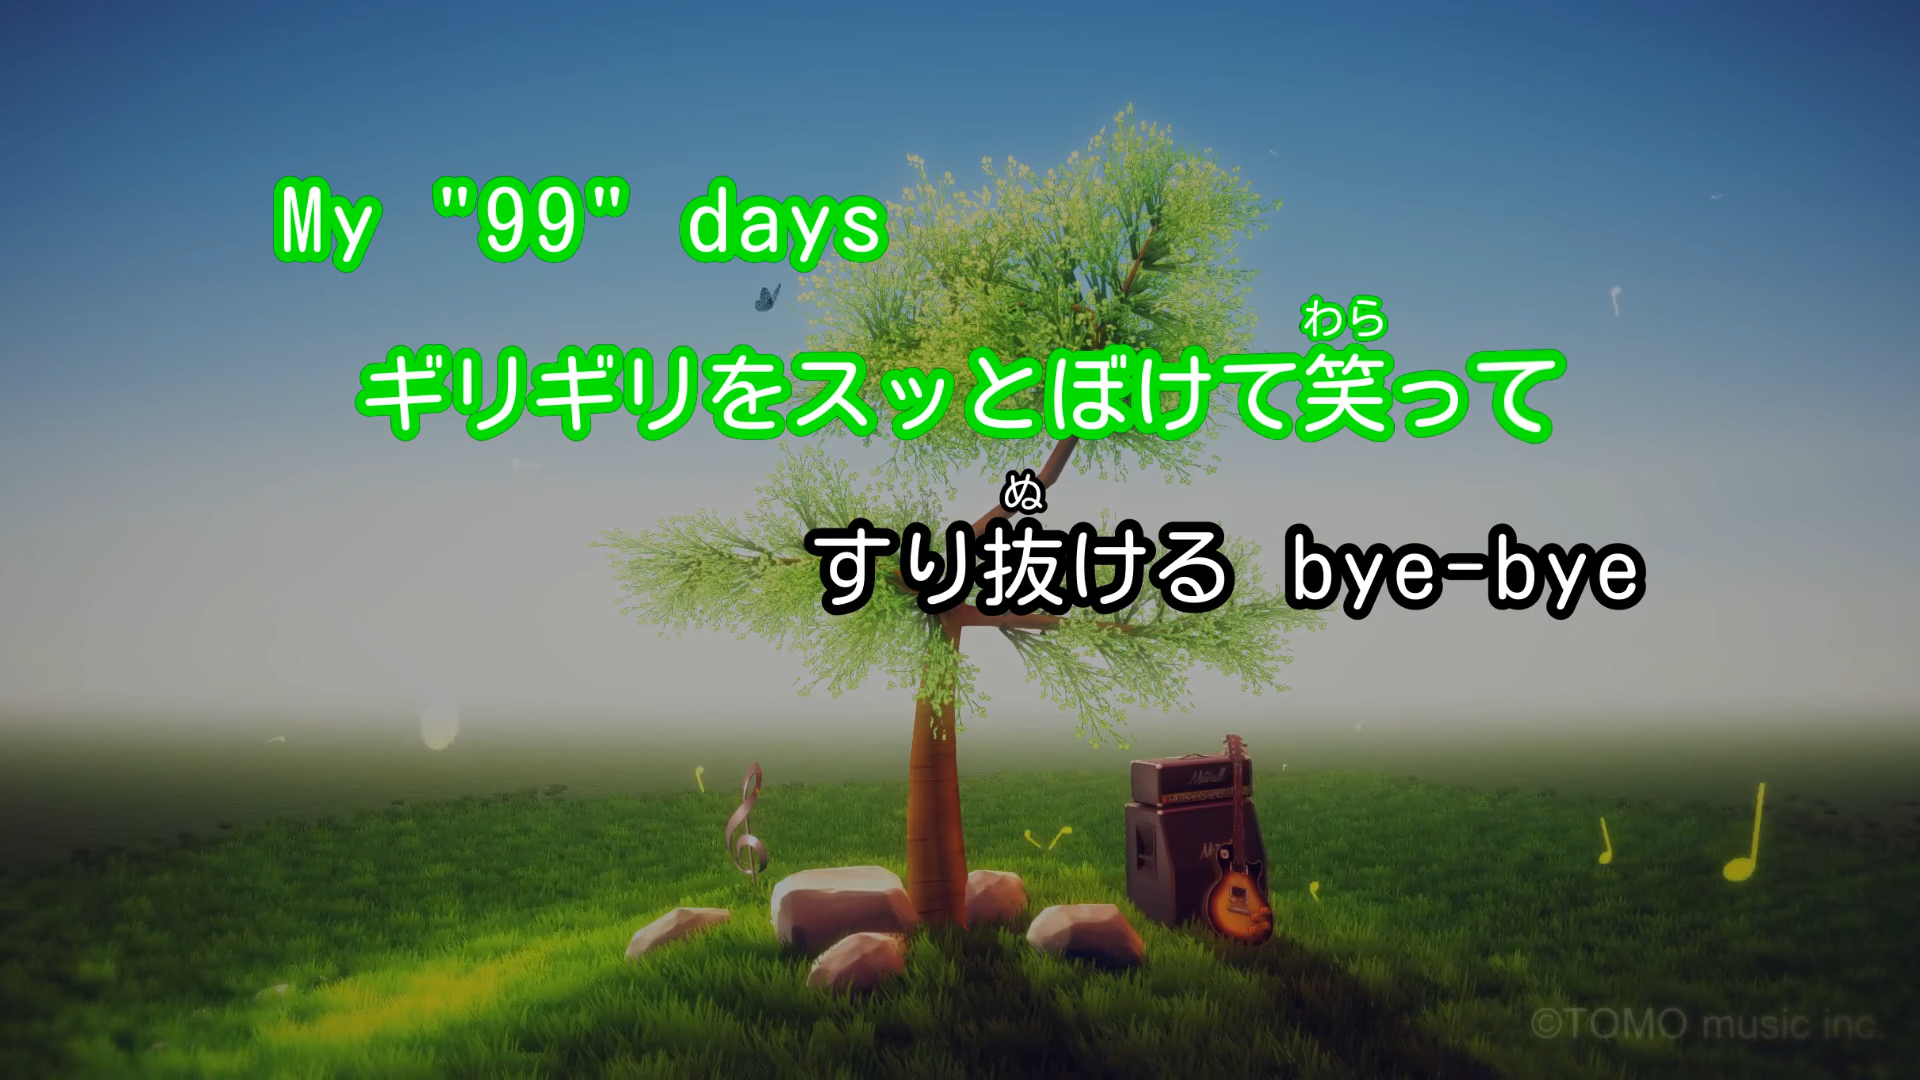 My "99" days
わら
ギリギリをスッとぼけて笑って
ぬ
すり抜ける bye-bye
©TOMO music inc.